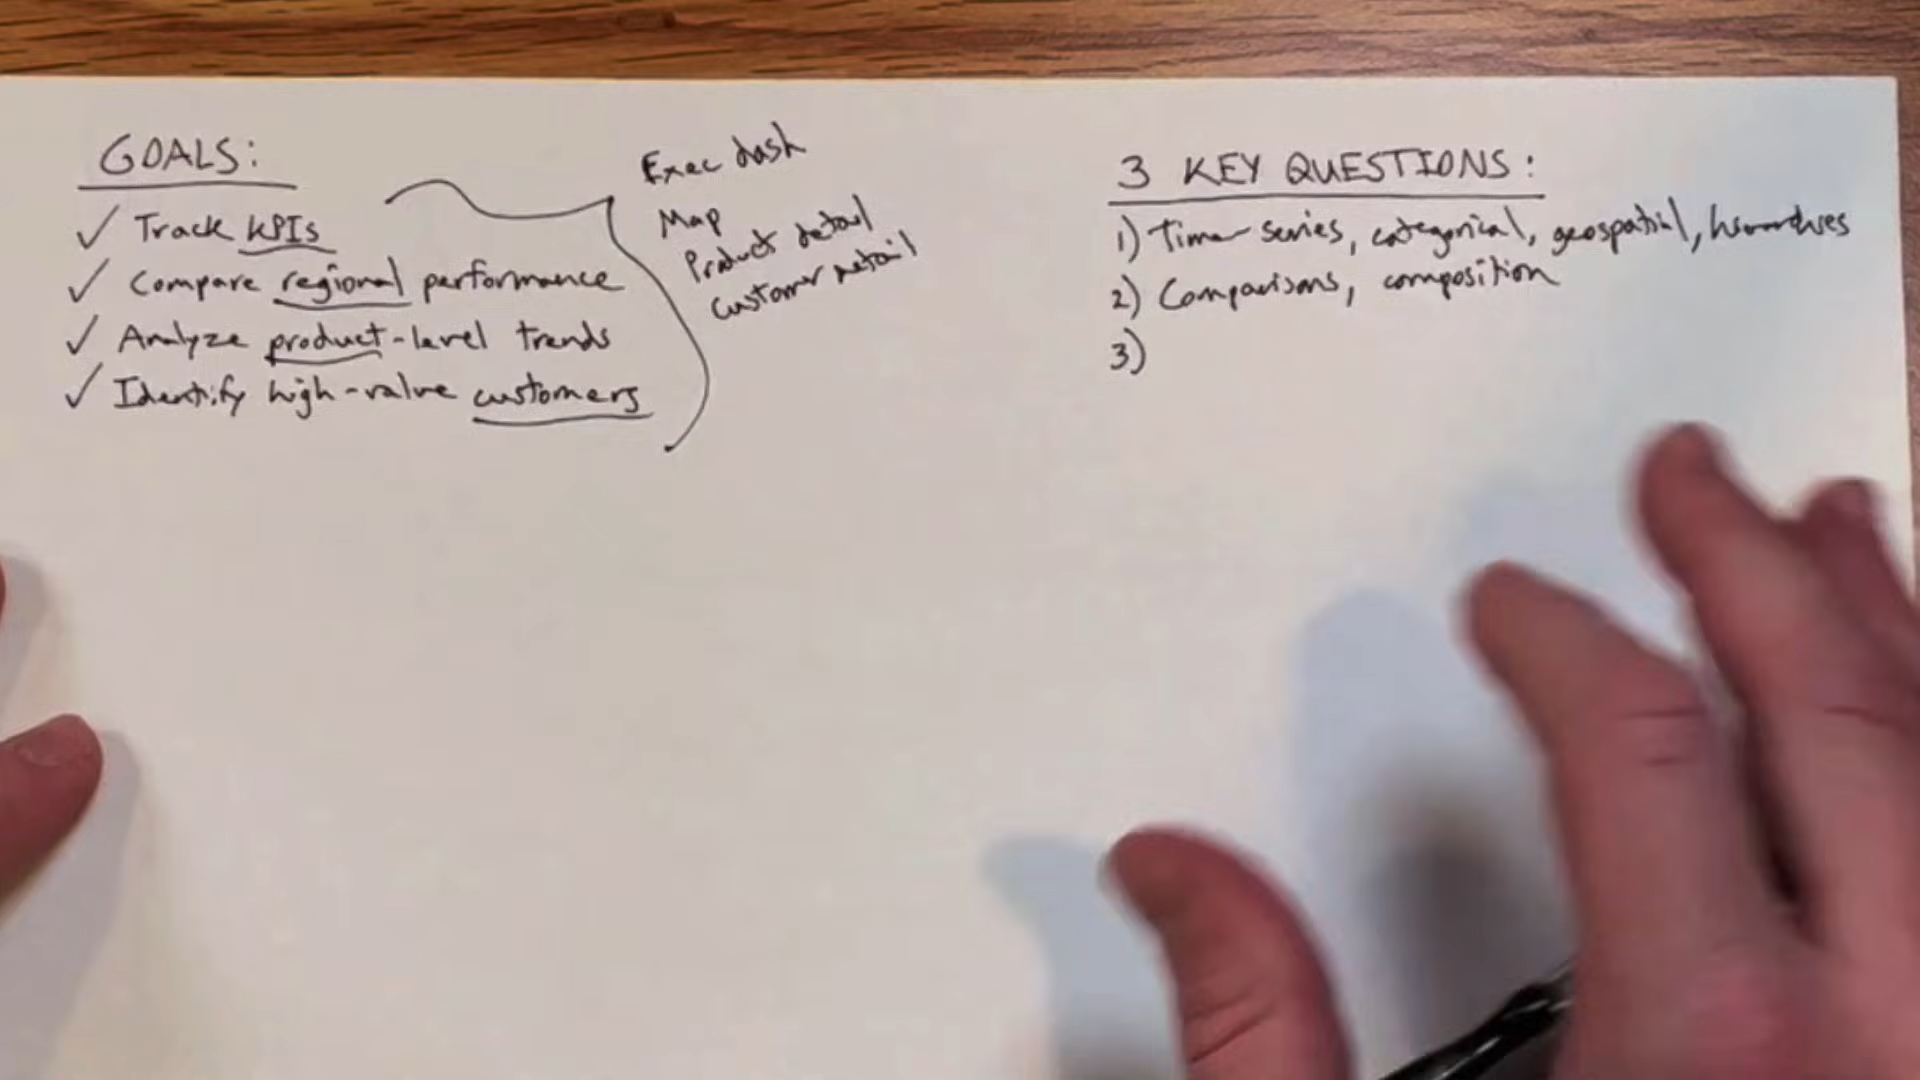 GOALS:
✓ Track KPIs
✓ Compare regional performance
✓ Analyze product-level trends
✓ Identify high-value customers
Exec dash
Map
Product detail
Customer detail
3 KEY QUESTIONS:
1) Time series, categorical, geospatial, hierarchies
2) Comparisons, composition
3)